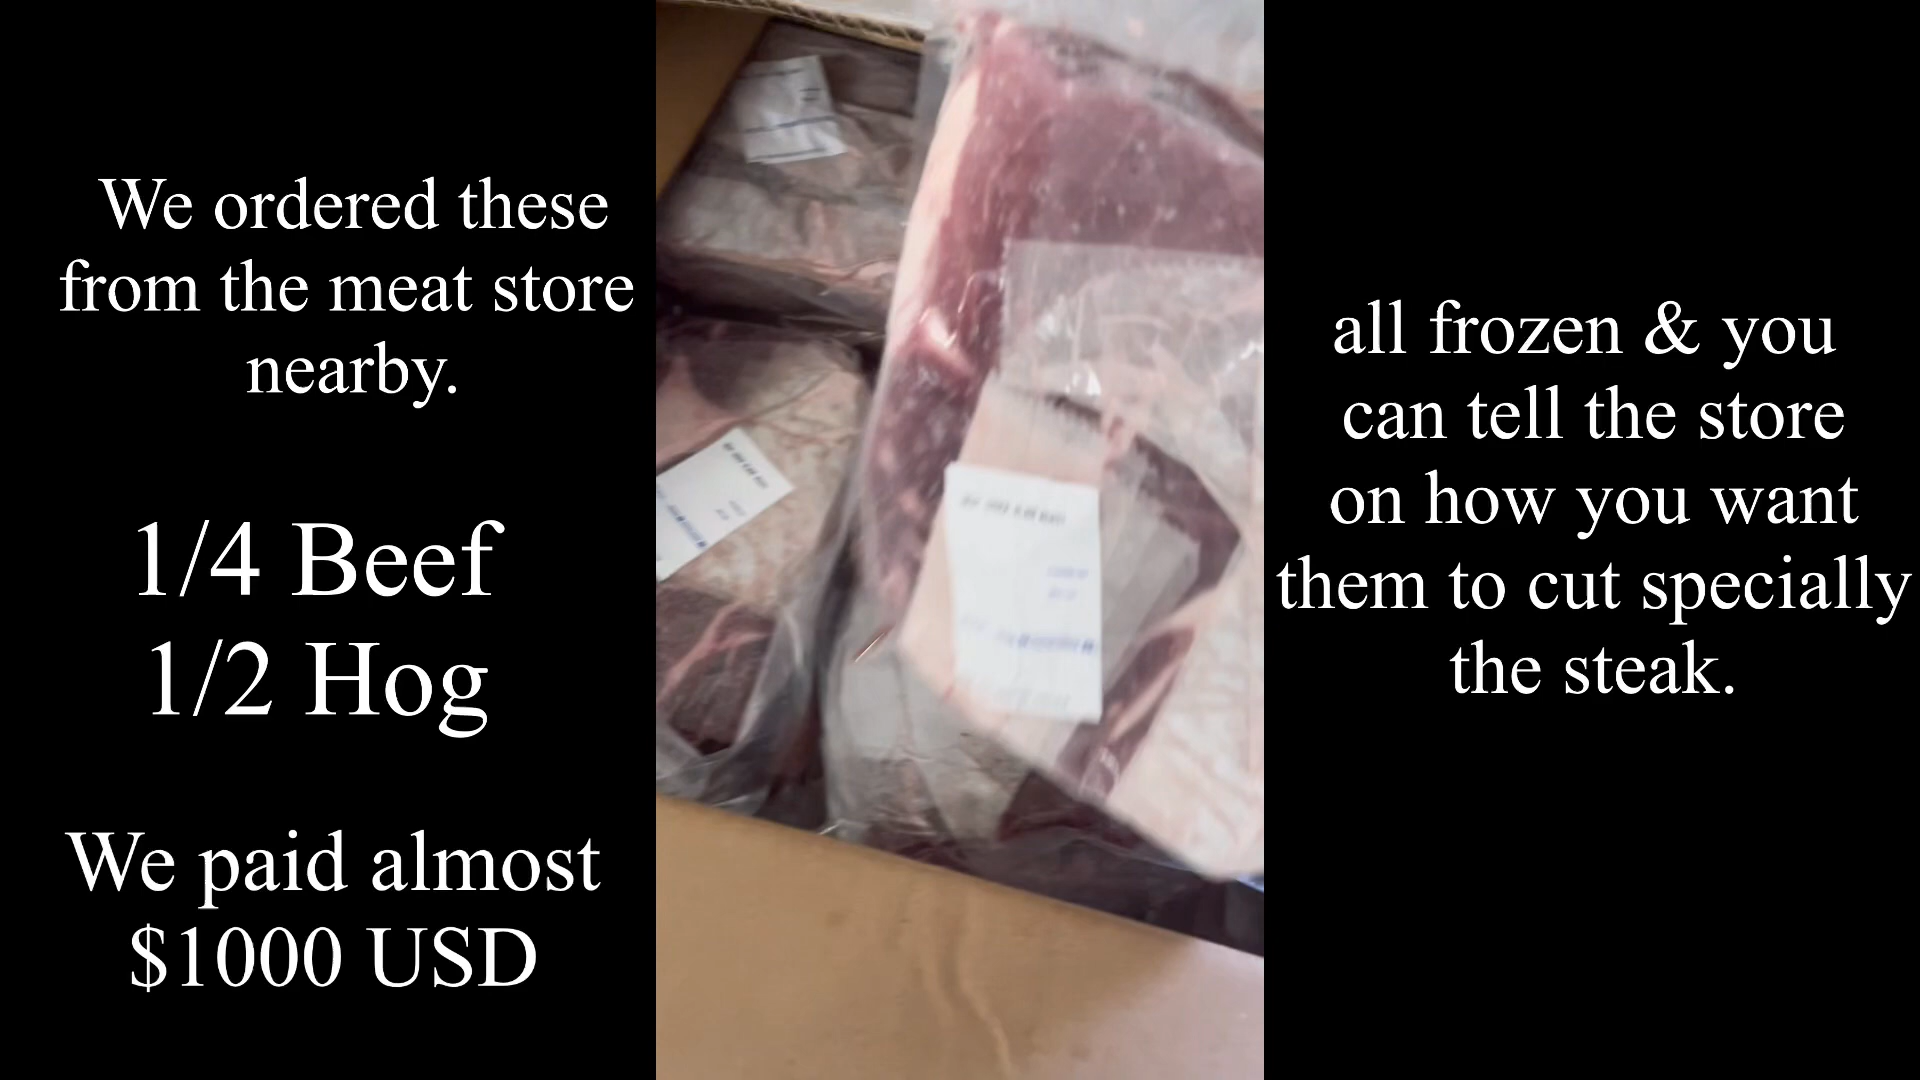 We ordered these
from the meat store
nearby.
1/4 Beef
1/2 Hog
We paid almost
$1000 USD
all frozen & you
can tell the store
on how you want
them to cut specially
the steak.